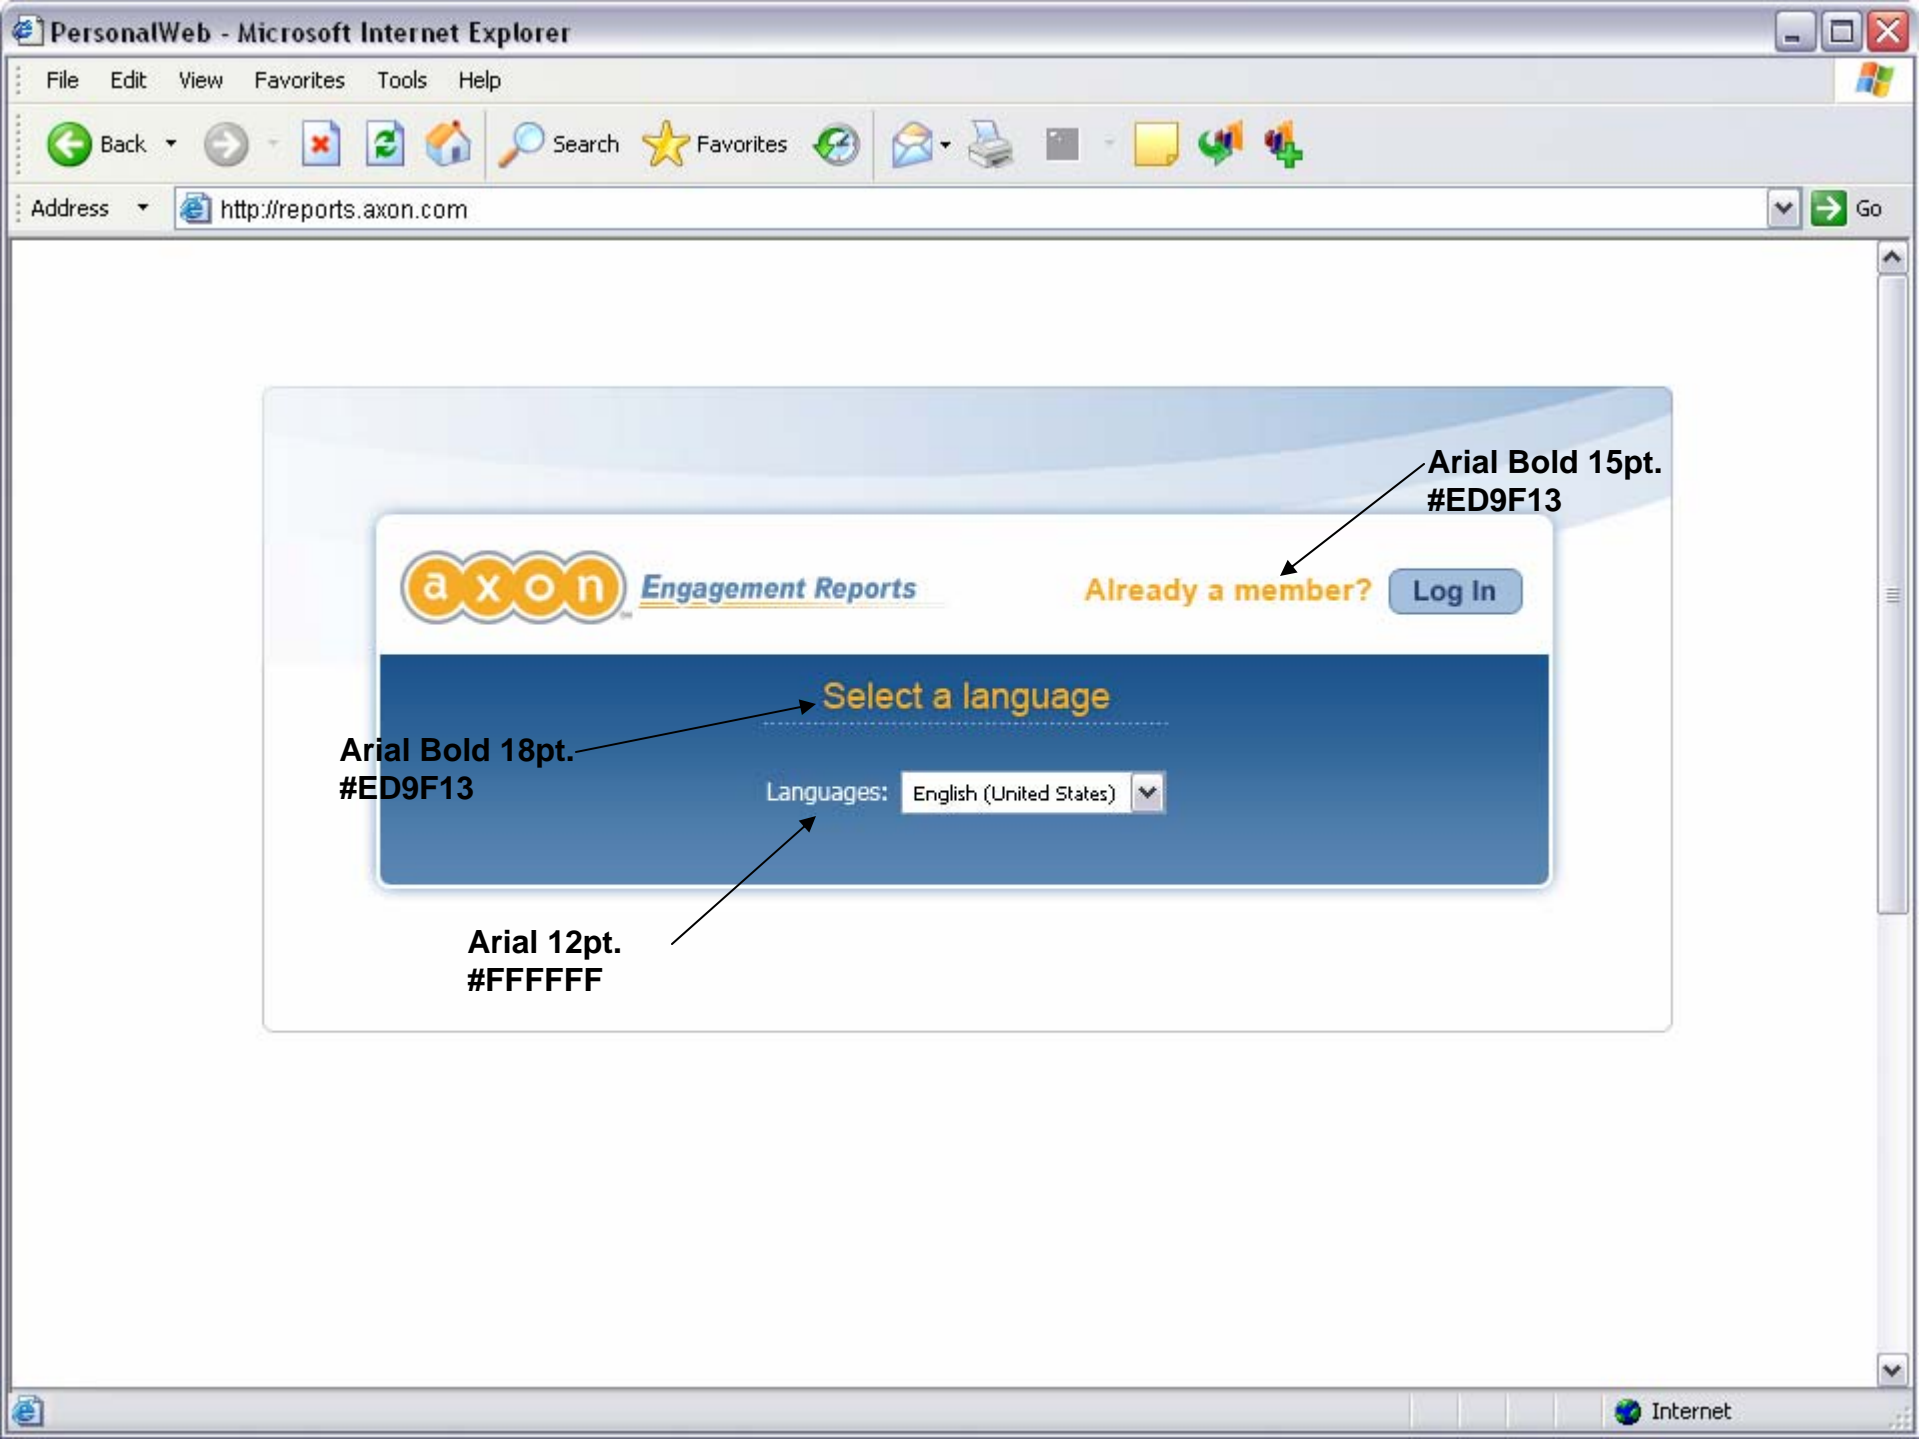 PersonalWeb - Microsoft Internet Explorer
File Edit View Favorites Tools Help
Back Search Favorites
Address http://reports.axon.com Go
Arial Bold 15pt.
#ED9F13
axon Engagement Reports Already a member? Log In
Select a language
Arial Bold 18pt.
#ED9F13
Languages: English (United States)
Arial 12pt.
#FFFFFF
Internet